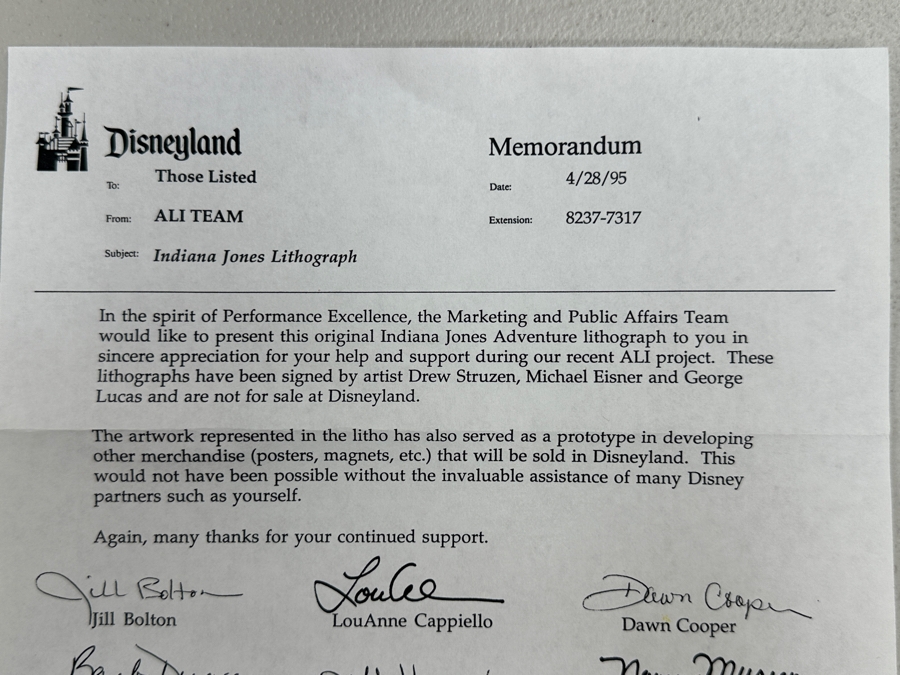 Disneyland Memorandum
To: Those Listed Date: 4/28/95
From: ALI TEAM Extension: 8237-7317
Subject: Indiana Jones Lithograph
In the spirit of Performance Excellence, the Marketing and Public Affairs Team
would like to present this original Indiana Jones Adventure lithograph to you in
sincere appreciation for your help and support during our recent ALI project. These
lithographs have been signed by artist Drew Struzen, Michael Eisner and George
Lucas and are not for sale at Disneyland.
The artwork represented in the litho has also served as a prototype in developing
other merchandise (posters, magnets, etc.) that will be sold in Disneyland. This
would not have been possible without the invaluable assistance of many Disney
partners such as yourself.
Again, many thanks for your continued support.
Jill Bolton LouAnne Dawn Cooper
Jill Bolton LouAnne Cappiello Dawn Cooper